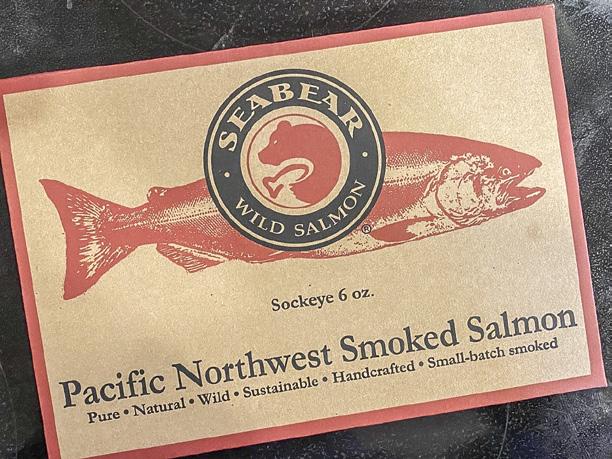 SEABEAR
WILD SALMON
®
Sockeye 6 oz.
Pacific Northwest Smoked Salmon
Pure • Natural • Wild • Sustainable • Handcrafted • Small-batch smoked